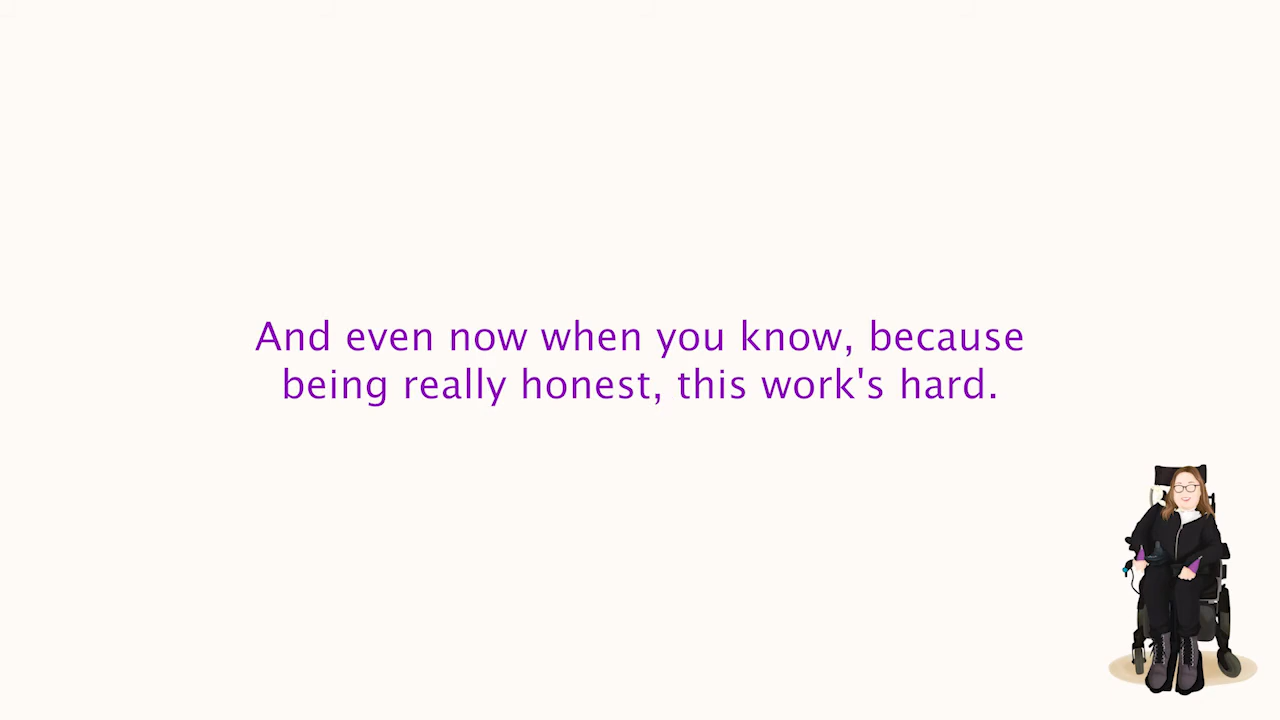 And even now when you know, because
being really honest, this work's hard.